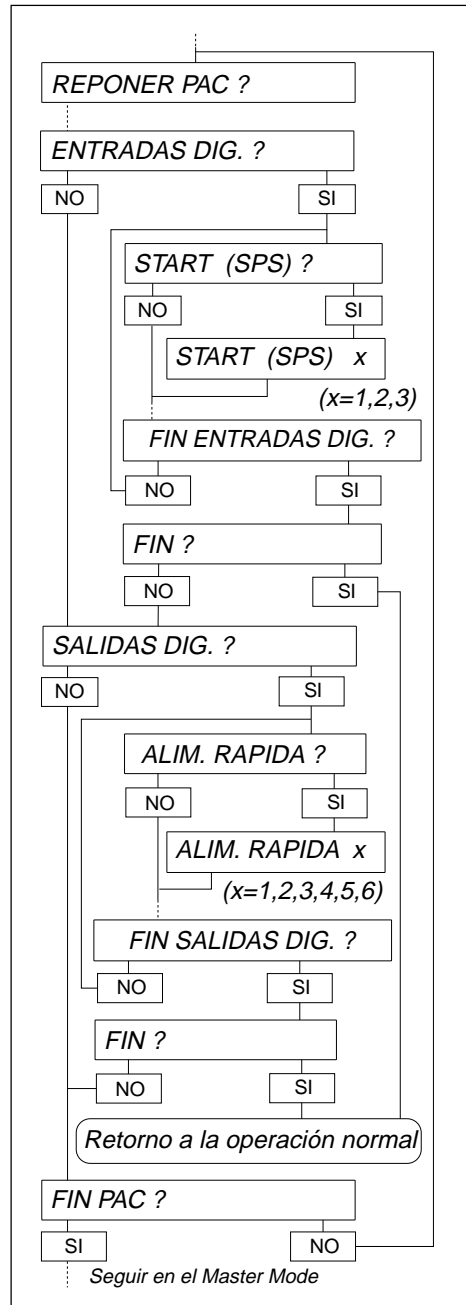 REPONER PAC ?
ENTRADAS DIG. ?
NO SI
START (SPS) ?
NO SI
START (SPS) x
(x=1,2,3)
FIN ENTRADAS DIG. ?
NO SI
FIN ?
NO SI
SALIDAS DIG. ?
NO SI
ALIM. RAPIDA ?
NO SI
ALIM. RAPIDA x
(x=1,2,3,4,5,6)
FIN SALIDAS DIG. ?
NO SI
FIN ?
NO SI
Retorno a la operación normal
FIN PAC ?
SI NO
Seguir en el Master Mode